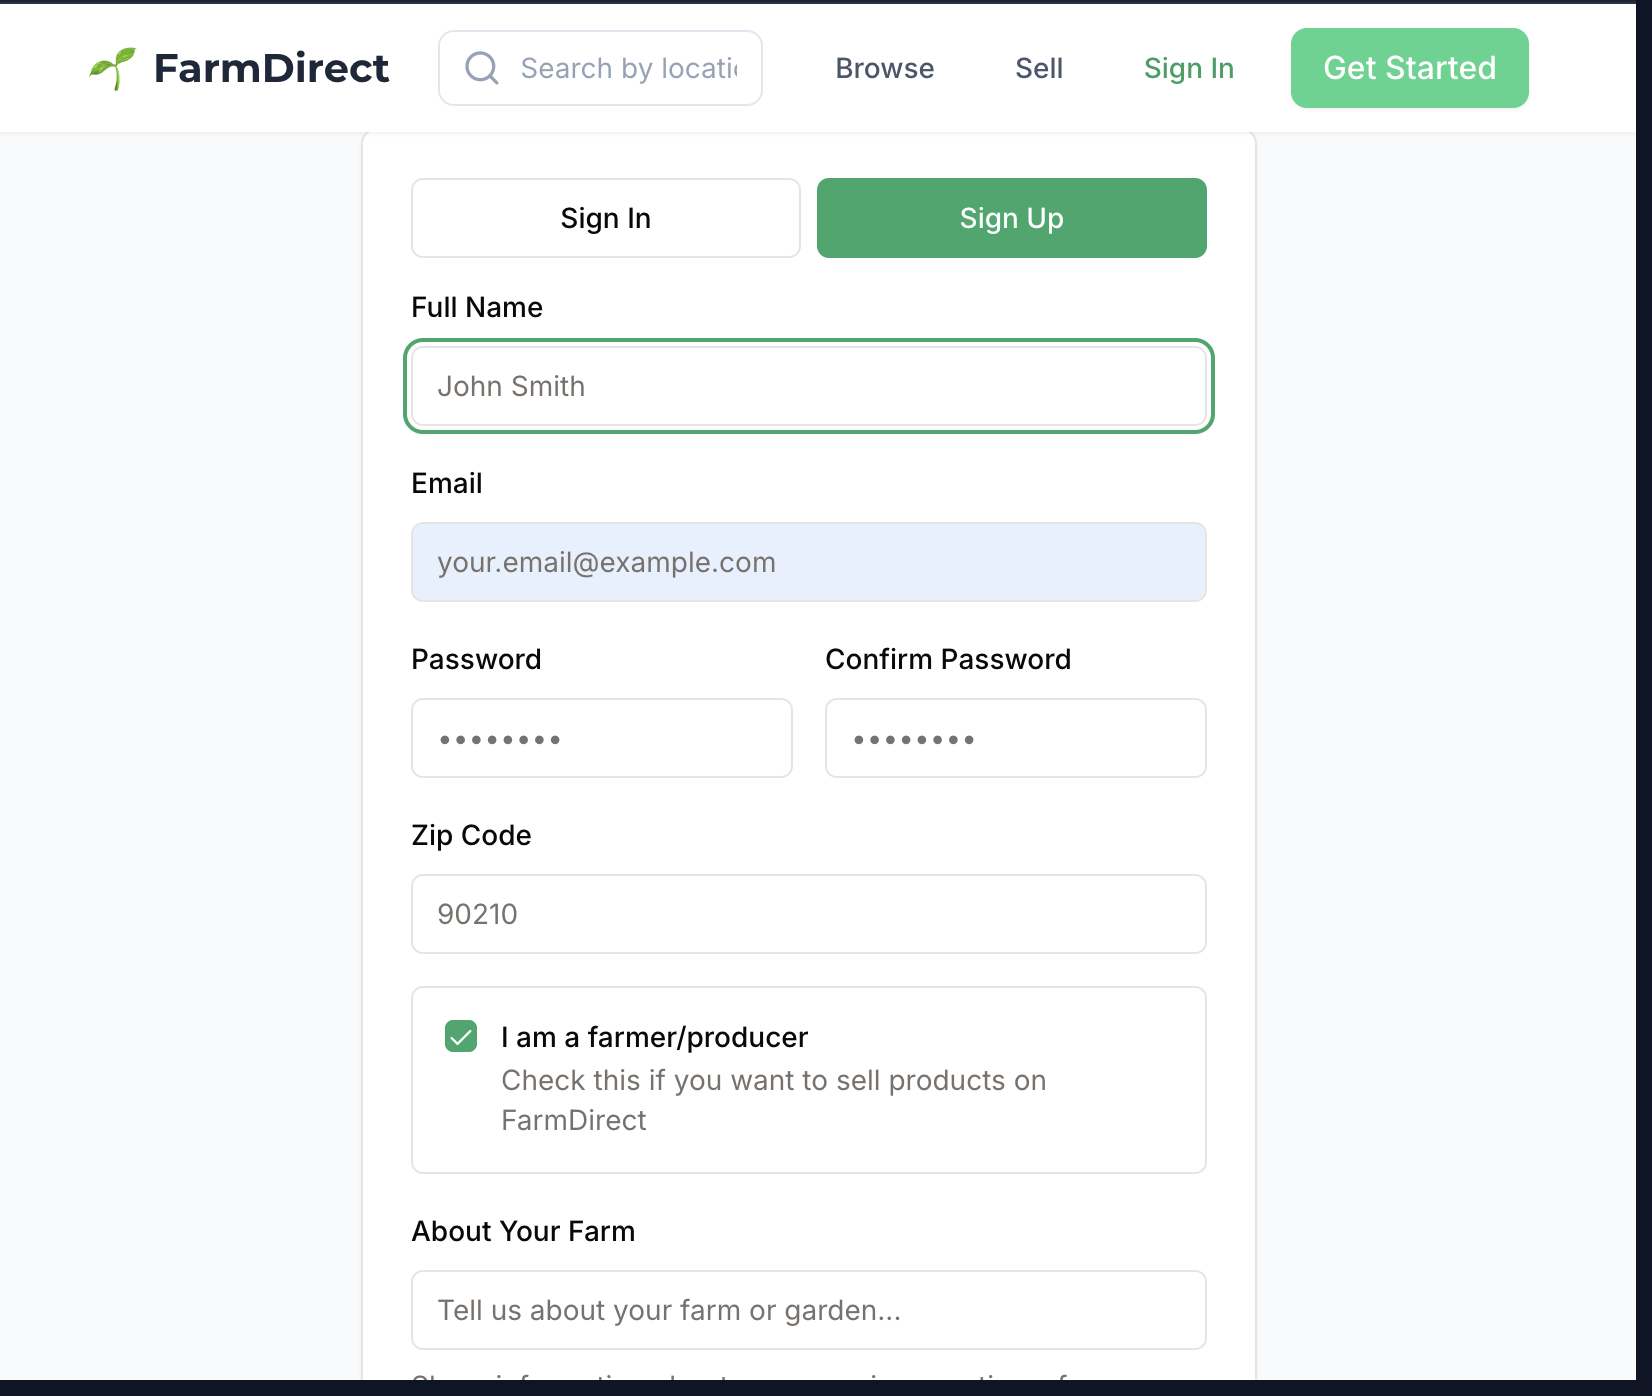 FarmDirect
Search by locati
Browse
Sell
Sign In
Get Started
Sign In
Sign Up
Full Name
John Smith
Email
your.email@example.com
Password
Confirm Password
••••••••
••••••••
Zip Code
90210
I am a farmer/producer
Check this if you want to sell products on
FarmDirect
About Your Farm
Tell us about your farm or garden...